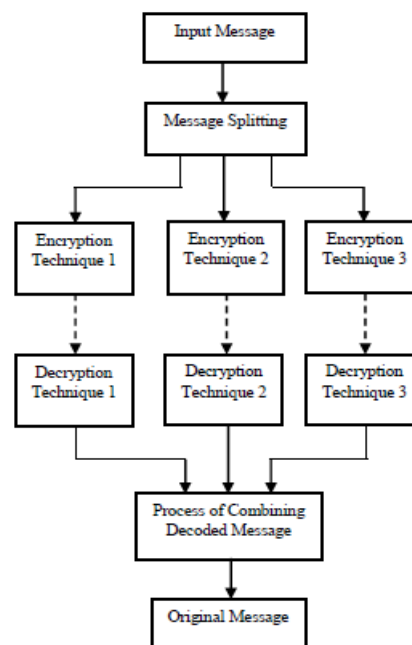 Input Message
Message Splitting
Encryption
Technique 1
Encryption
Technique 2
Encryption
Technique 3
Decryption
Technique 1
Decryption
Technique 2
Decryption
Technique 3
Process of Combining
Decoded Message
Original Message